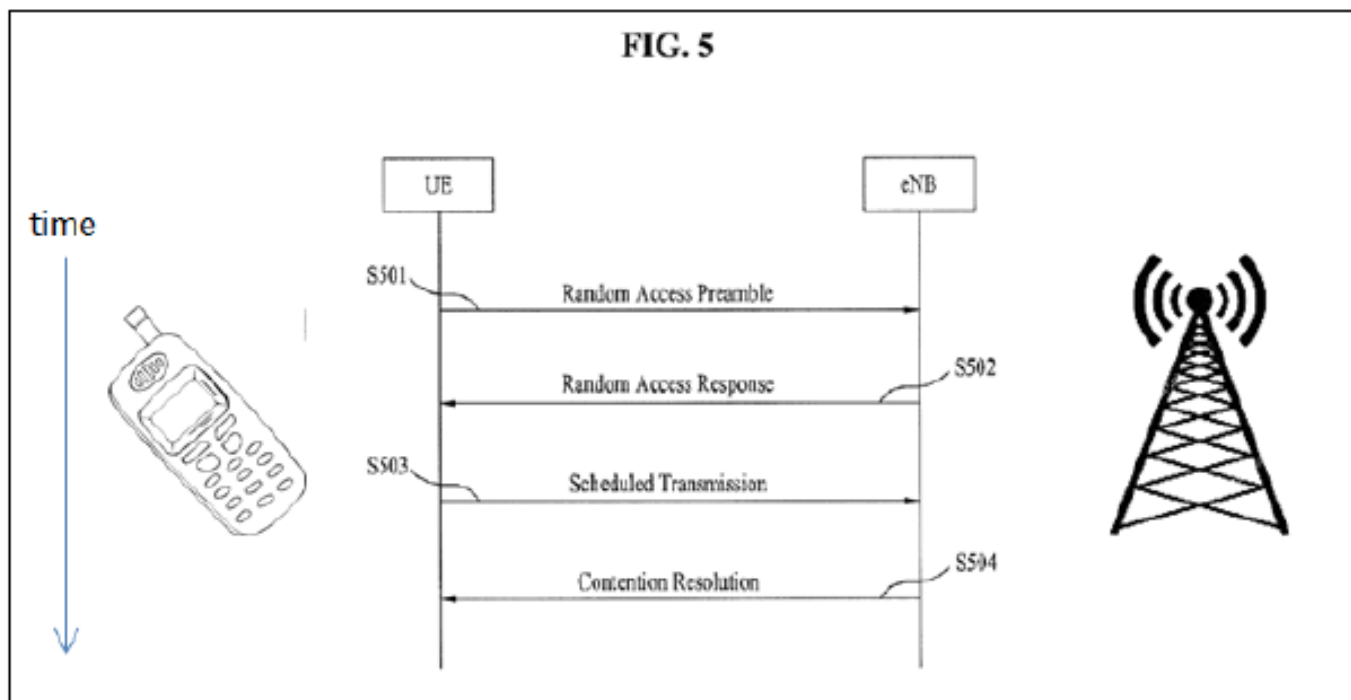 FIG. 5
UE
eNB
time
S501
Random Access Preamble
Random Access Response
S502
S503
Scheduled Transmission
Contention Resolution
S504